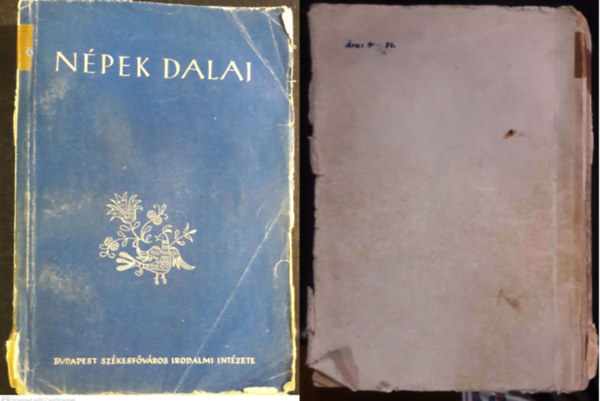 NÉPEK DALAI
BUDAPEST SZÉKESFŐVÁROS IRODALMI INTÉZETE